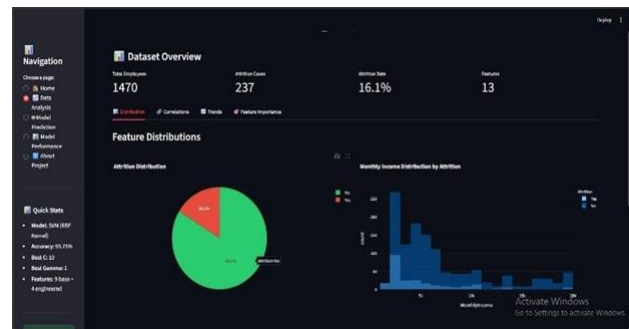 Deploy
Navigation
Choose a page:
Home
Data
Analysis
Model
Prediction
Model
Performance
About
Project
Quick Stats
Model: SVM (RBF
Kernel)
Accuracy: 93.75%
Best C: 10
Best Gamma: 1
Features: 9 base +
4 engineered
Dataset Overview
Total Employees
Attrition Cases
Attrition Rate
Features
1470
237
16.1%
13
Distribution
Correlations
Trends
Feature Importance
Feature Distributions
Attrition Distribution
No
Yes
Attrition=No
Monthly Income Distribution by Attrition
Attrition
Yes
No
count
MonthlyIncome
Activate Windows
Go to Settings to activate Windows.